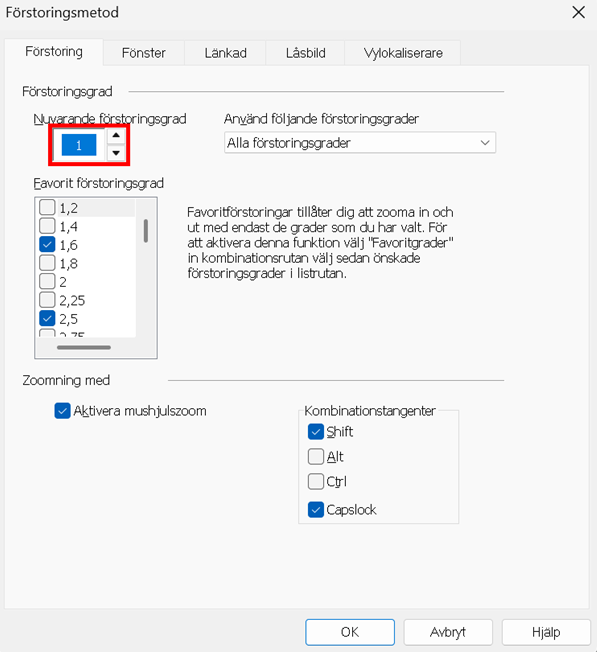 Förstoringsmetod
Förstoring
Fönster
Länkad
Låsbild
Vylokaliserare
Förstoringsgrad
Nuvarande förstoringsgrad
Använd följande förstoringsgrader
1
Alla förstoringsgrader
Favorit förstoringsgrad
1,2
1,4
1,6
1,8
2
2,25
2,5
2,75
Favoritförstoringar tillåter dig att zooma in och
ut med endast de grader som du har valt. För
att aktivera denna funktion välj "Favoritgrader"
in kombinationsrutan välj sedan önskade
förstoringsgrader i listrutan.
Zoomning med
Aktivera mushjulszoom
Kombinationstangenter
Shift
Alt
Ctrl
Capslock
OK
Avbryt
Hjälp